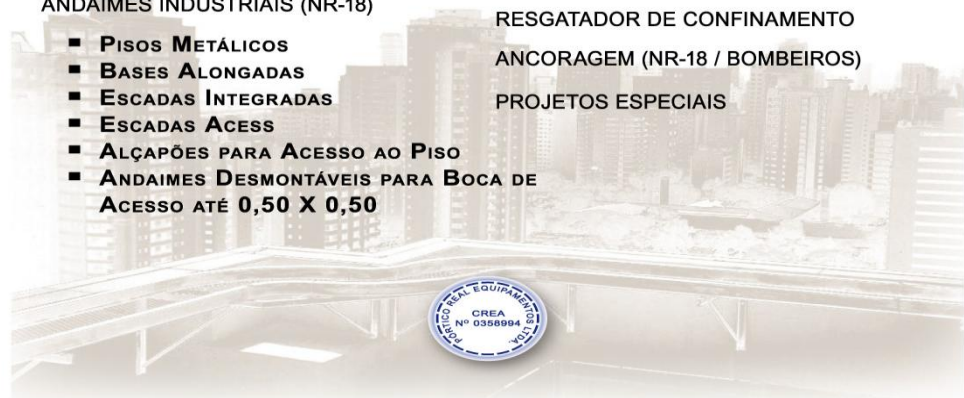 ANDAIMES INDUSTRIAIS (NR-18)
▪ PISOS METÁLICOS
▪ BASES ALONGADAS
▪ ESCADAS INTEGRADAS
▪ ESCADAS ACESS
▪ ALÇAPÕES PARA ACESSO AO PISO
▪ ANDAIMES DESMONTÁVEIS PARA BOCA DE
ACESSO ATÉ 0,50 X 0,50
RESGATADOR DE CONFINAMENTO
ANCORAGEM (NR-18 / BOMBEIROS)
PROJETOS ESPECIAIS
PÓRTICO REAL EQUIPAMENTOS LTDA.
CREA
Nº 0358994